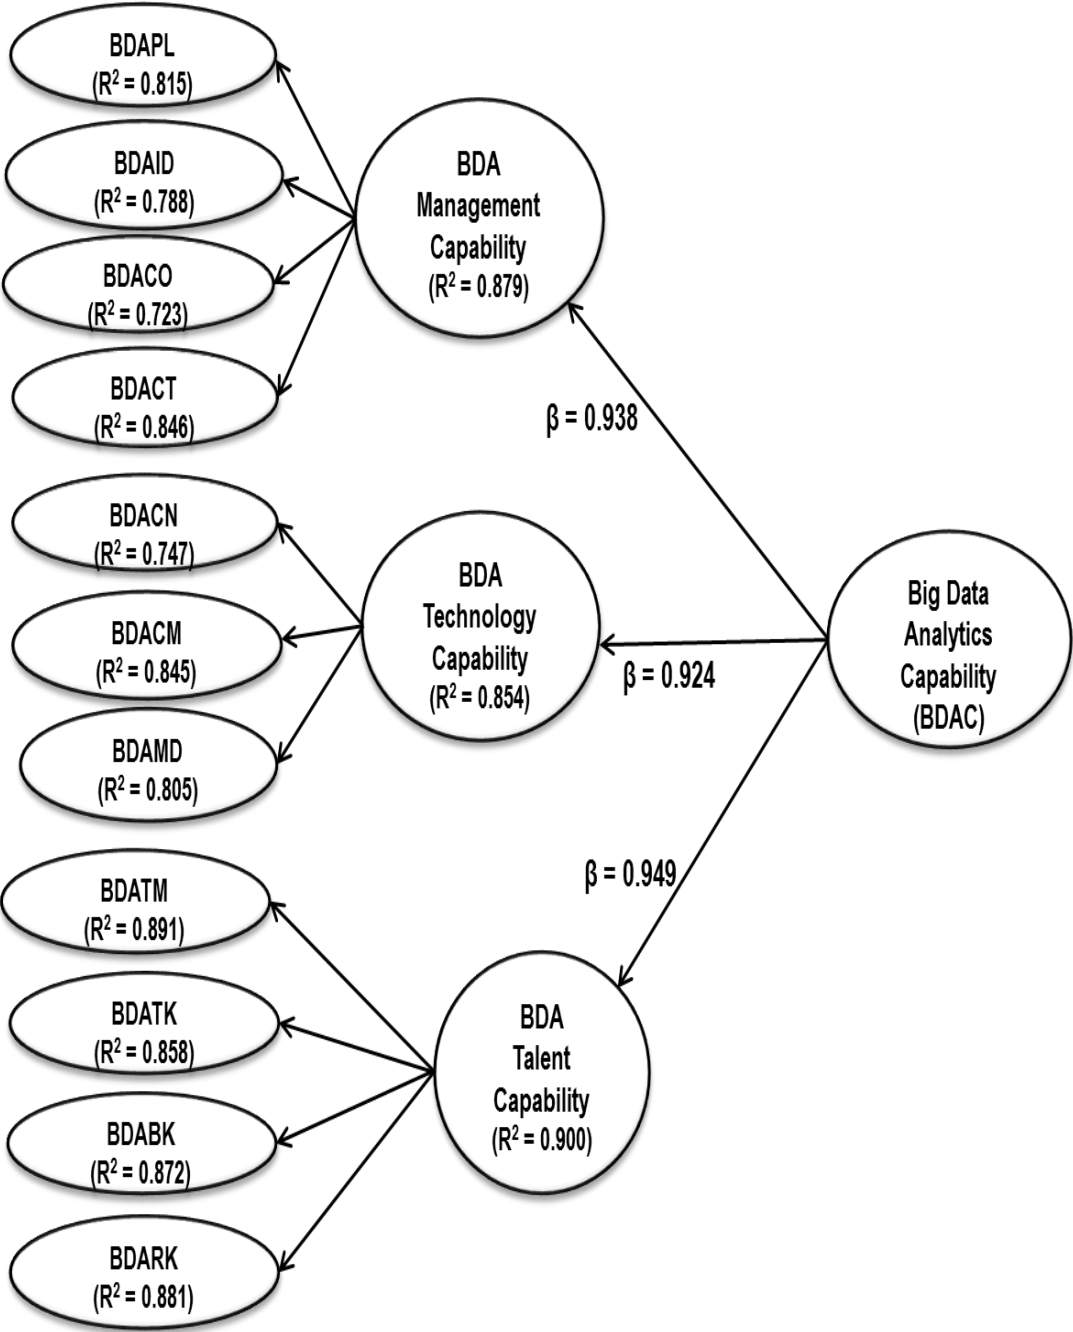 BDAPL
(R² = 0.815)
BDAID
(R² = 0.788)
BDACO
(R² = 0.723)
BDACT
(R² = 0.846)
BDACN
(R² = 0.747)
BDACM
(R² = 0.845)
BDAMD
(R² = 0.805)
BDATM
(R² = 0.891)
BDATK
(R² = 0.858)
BDABK
(R² = 0.872)
BDARK
(R² = 0.881)
BDA
Management
Capability
(R² = 0.879)
BDA
Technology
Capability
(R² = 0.854)
BDA
Talent
Capability
(R² = 0.900)
β = 0.938
β = 0.924
β = 0.949
Big Data
Analytics
Capability
(BDAC)